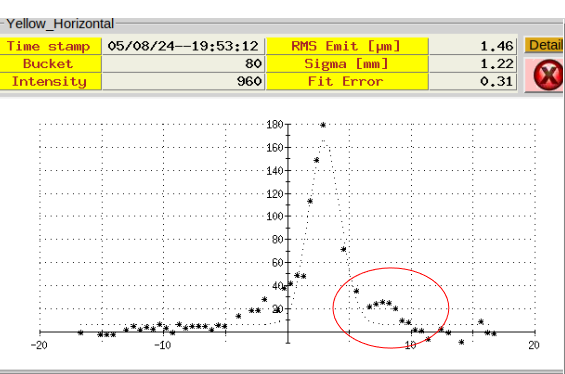 Yellow_Horizontal
Time stamp 05/08/24--19:53:12 RMS Emit [µm] 1.46 Detail
Bucket 80 Sigma [mm] 1.22
Intensity 960 Fit Error 0.31
180
160
140
120
100
80
60
40
20
-20 -10 0 10 20